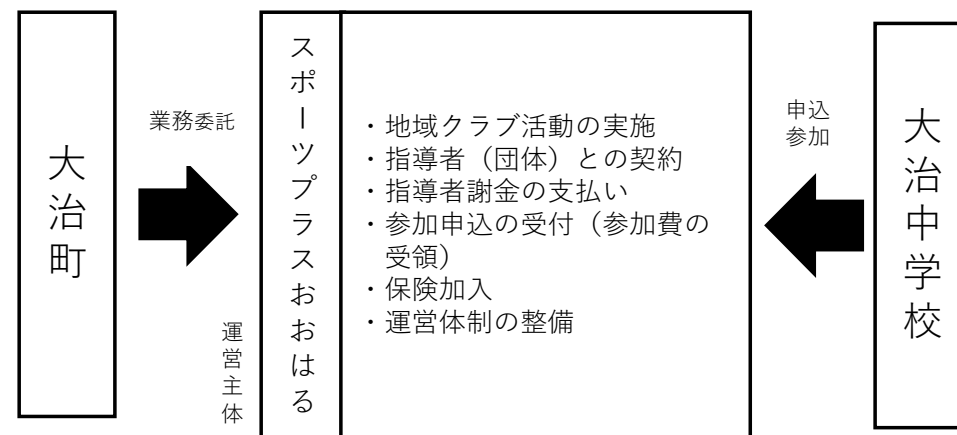 大治町
業務委託
運営主体
スポーツプラスおおはる
・地域クラブ活動の実施
・指導者（団体）との契約
・指導者謝金の支払い
・参加申込の受付（参加費の
受領）
・保険加入
・運営体制の整備
申込
参加
大治中学校